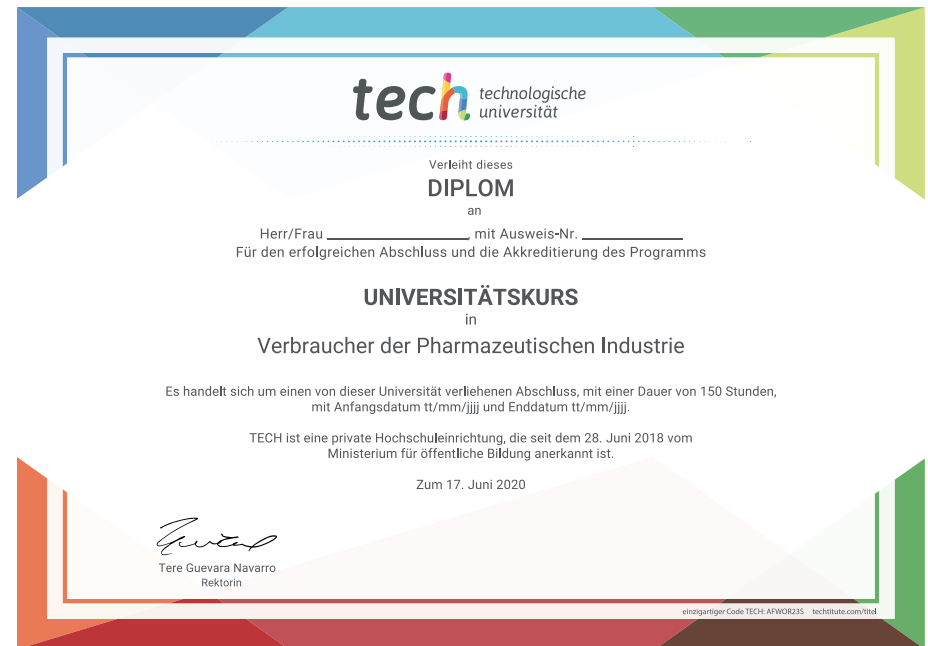 tech technologische
universität
Verleiht dieses
DIPLOM
an
Herr/Frau ____________________, mit Ausweis-Nr. ______________
Für den erfolgreichen Abschluss und die Akkreditierung des Programms
UNIVERSITÄTSKURS
in
Verbraucher der Pharmazeutischen Industrie
Es handelt sich um einen von dieser Universität verliehenen Abschluss, mit einer Dauer von 150 Stunden,
mit Anfangsdatum tt/mm/jjjj und Enddatum tt/mm/jjjj.
TECH ist eine private Hochschuleinrichtung, die seit dem 28. Juni 2018 vom
Ministerium für öffentliche Bildung anerkannt ist.
Zum 17. Juni 2020
Tere Guevara Navarro
Rektorin
einzigartiger Code TECH: AFWOR23S techtitute.com/titel